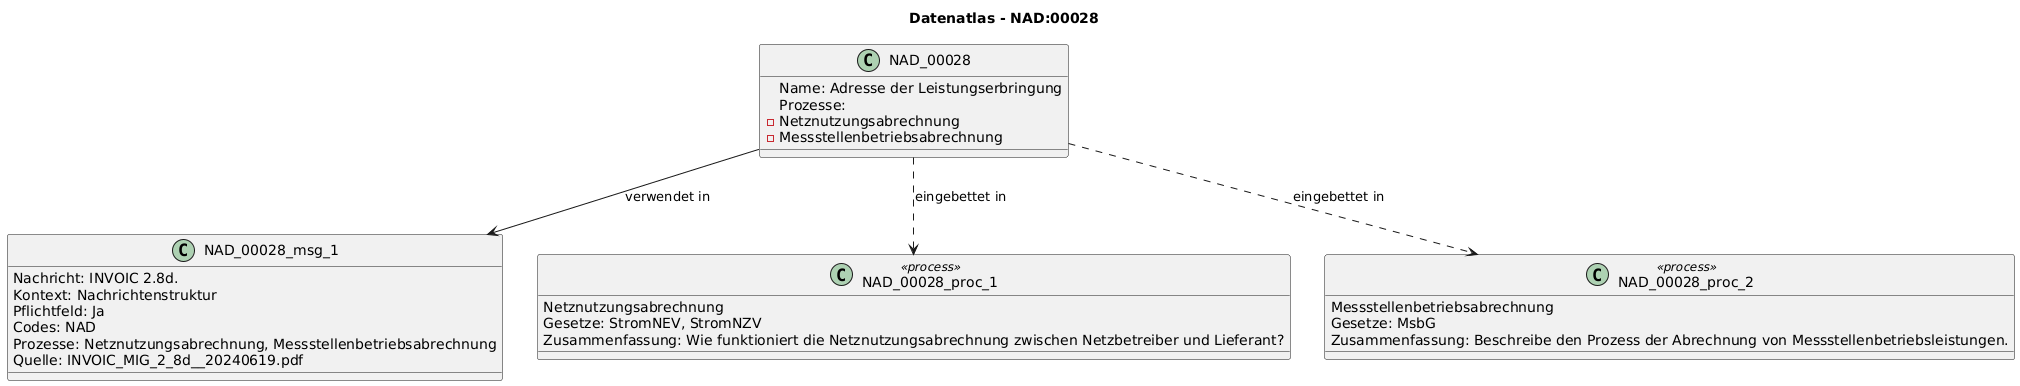 Datenatlas - NAD:00028
C NAD_00028
Name: Adresse der Leistungserbringung
Prozesse:
Netznutzungsabrechnung
Messstellenbetriebsabrechnung
verwendet in
eingebettet in
eingebettet in
C NAD_00028_msg_1
Nachricht: INVOIC 2.8d.
Kontext: Nachrichtenstruktur
Pflichtfeld: Ja
Codes: NAD
Prozesse: Netznutzungsabrechnung, Messstellenbetriebsabrechnung
Quelle: INVOIC_MIG_2_8d__20240619.pdf
«process»
C NAD_00028_proc_1
Netznutzungsabrechnung
Gesetze: StromNEV, StromNZV
Zusammenfassung: Wie funktioniert die Netznutzungsabrechnung zwischen Netzbetreiber und Lieferant?
«process»
C NAD_00028_proc_2
Messstellenbetriebsabrechnung
Gesetze: MsbG
Zusammenfassung: Beschreibe den Prozess der Abrechnung von Messstellenbetriebsleistungen.